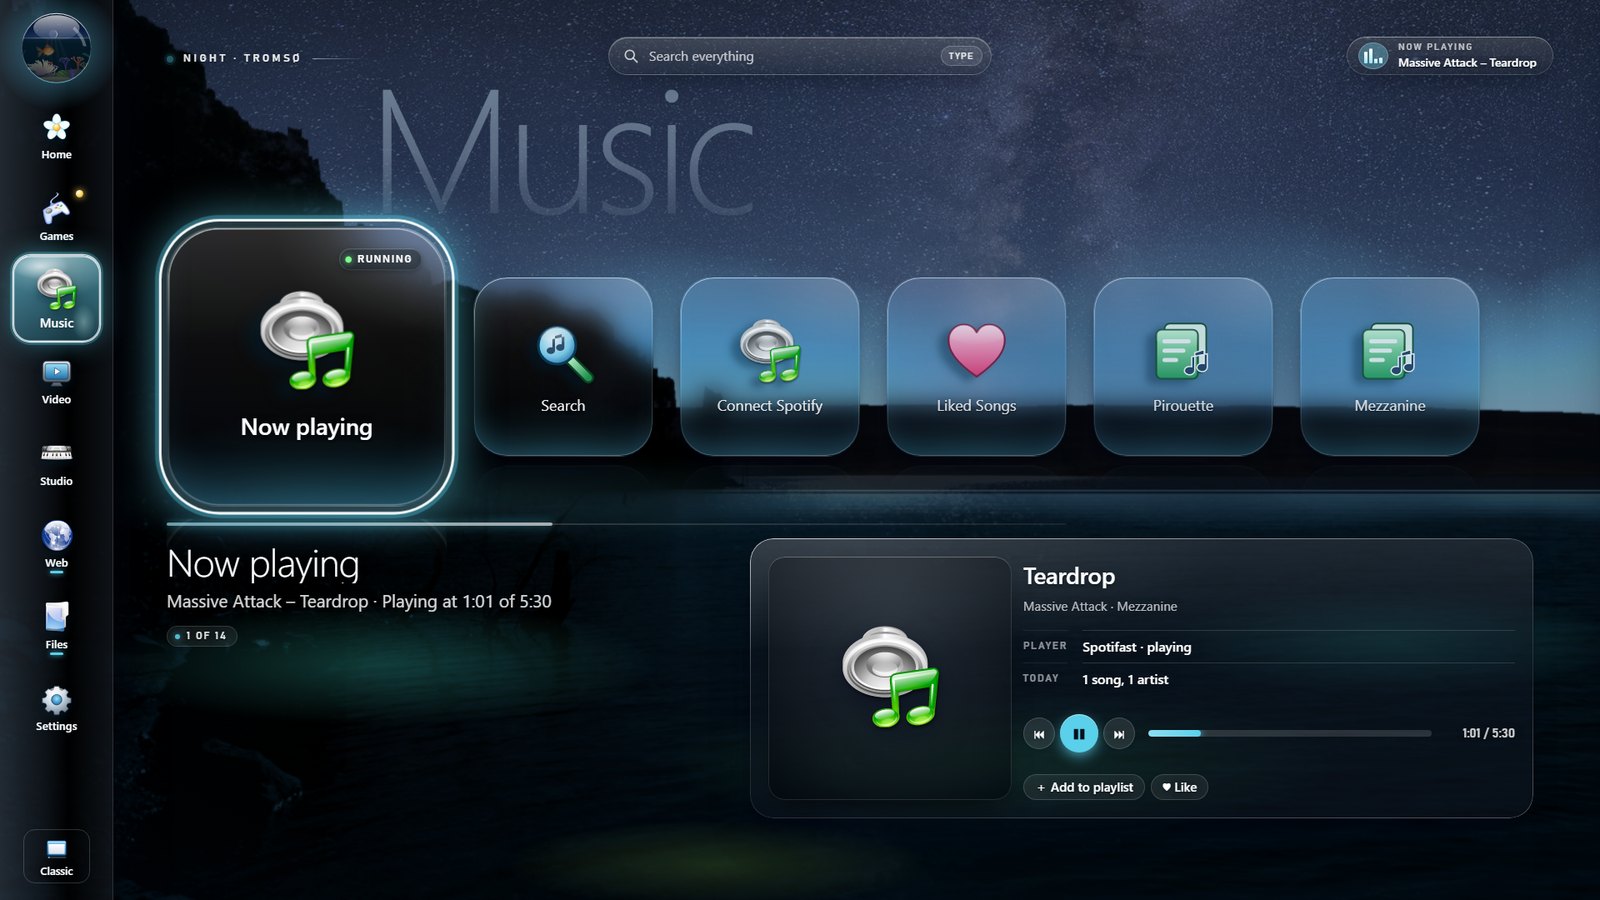 NIGHT · TROMSØ
Search everything
TYPE
NOW PLAYING
Massive Attack – Teardrop
Music
Home
Games
Music
Video
Studio
Web
Files
Settings
Classic
RUNNING
Now playing
Search
Connect Spotify
Liked Songs
Pirouette
Mezzanine
Now playing
Massive Attack – Teardrop · Playing at 1:01 of 5:30
1 OF 14
Teardrop
Massive Attack · Mezzanine
PLAYER Spotifast · playing
TODAY 1 song, 1 artist
1:01 / 5:30
+ Add to playlist
♥ Like